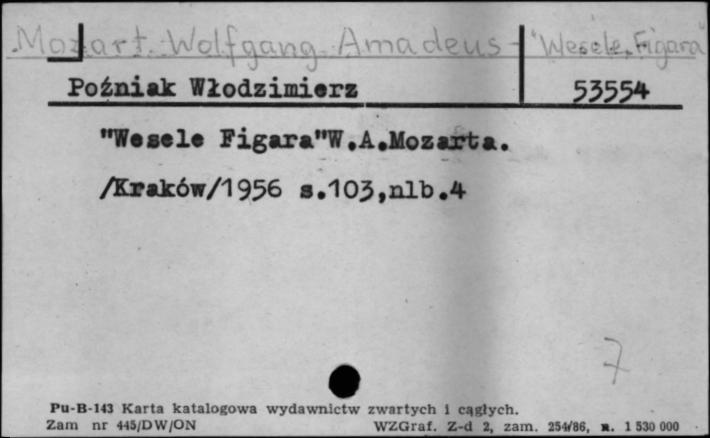 Mozart Wolfgang Amadeus - "Wesele Figara"
Poźniak Włodzimierz 53554
"Wesele Figara"W.A.Mozarta.
/Kraków/1956 s.103,nlb.4
7
Pu-B-143 Karta katalogowa wydawnictw zwartych i ciągłych.
Zam nr 445/DW/ON WZGraf. Z-d 2, zam. 254/86, n. 1 530 000